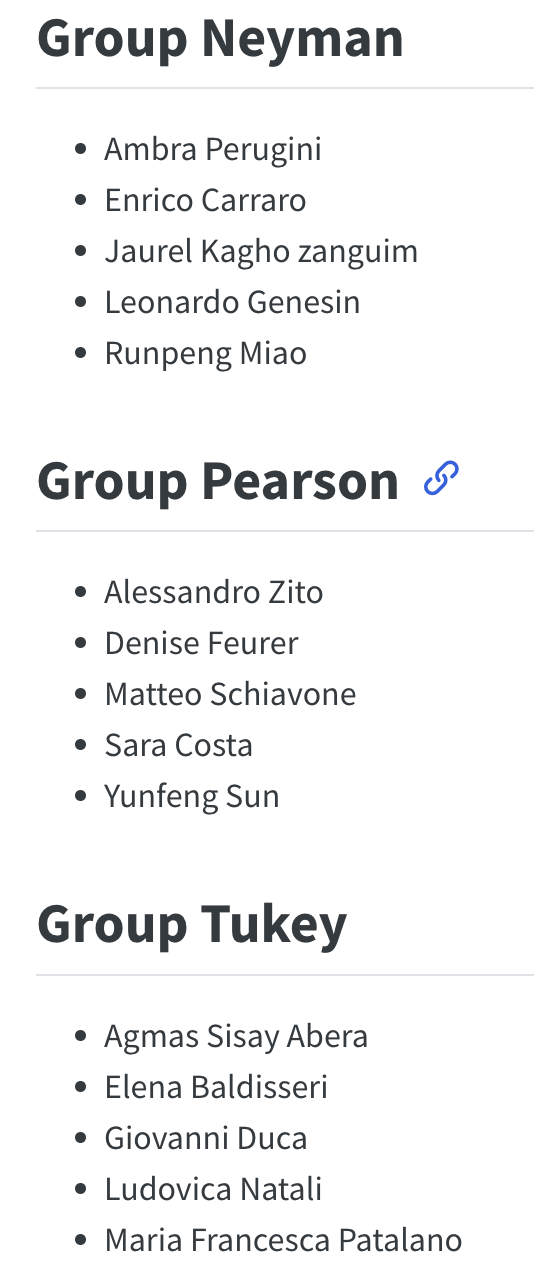 Group Neyman
Ambra Perugini
Enrico Carraro
Jaurel Kagho zanguim
Leonardo Genesin
Runpeng Miao
Group Pearson
Alessandro Zito
Denise Feurer
Matteo Schiavone
Sara Costa
Yunfeng Sun
Group Tukey
Agmas Sisay Abera
Elena Baldisseri
Giovanni Duca
Ludovica Natali
Maria Francesca Patalano